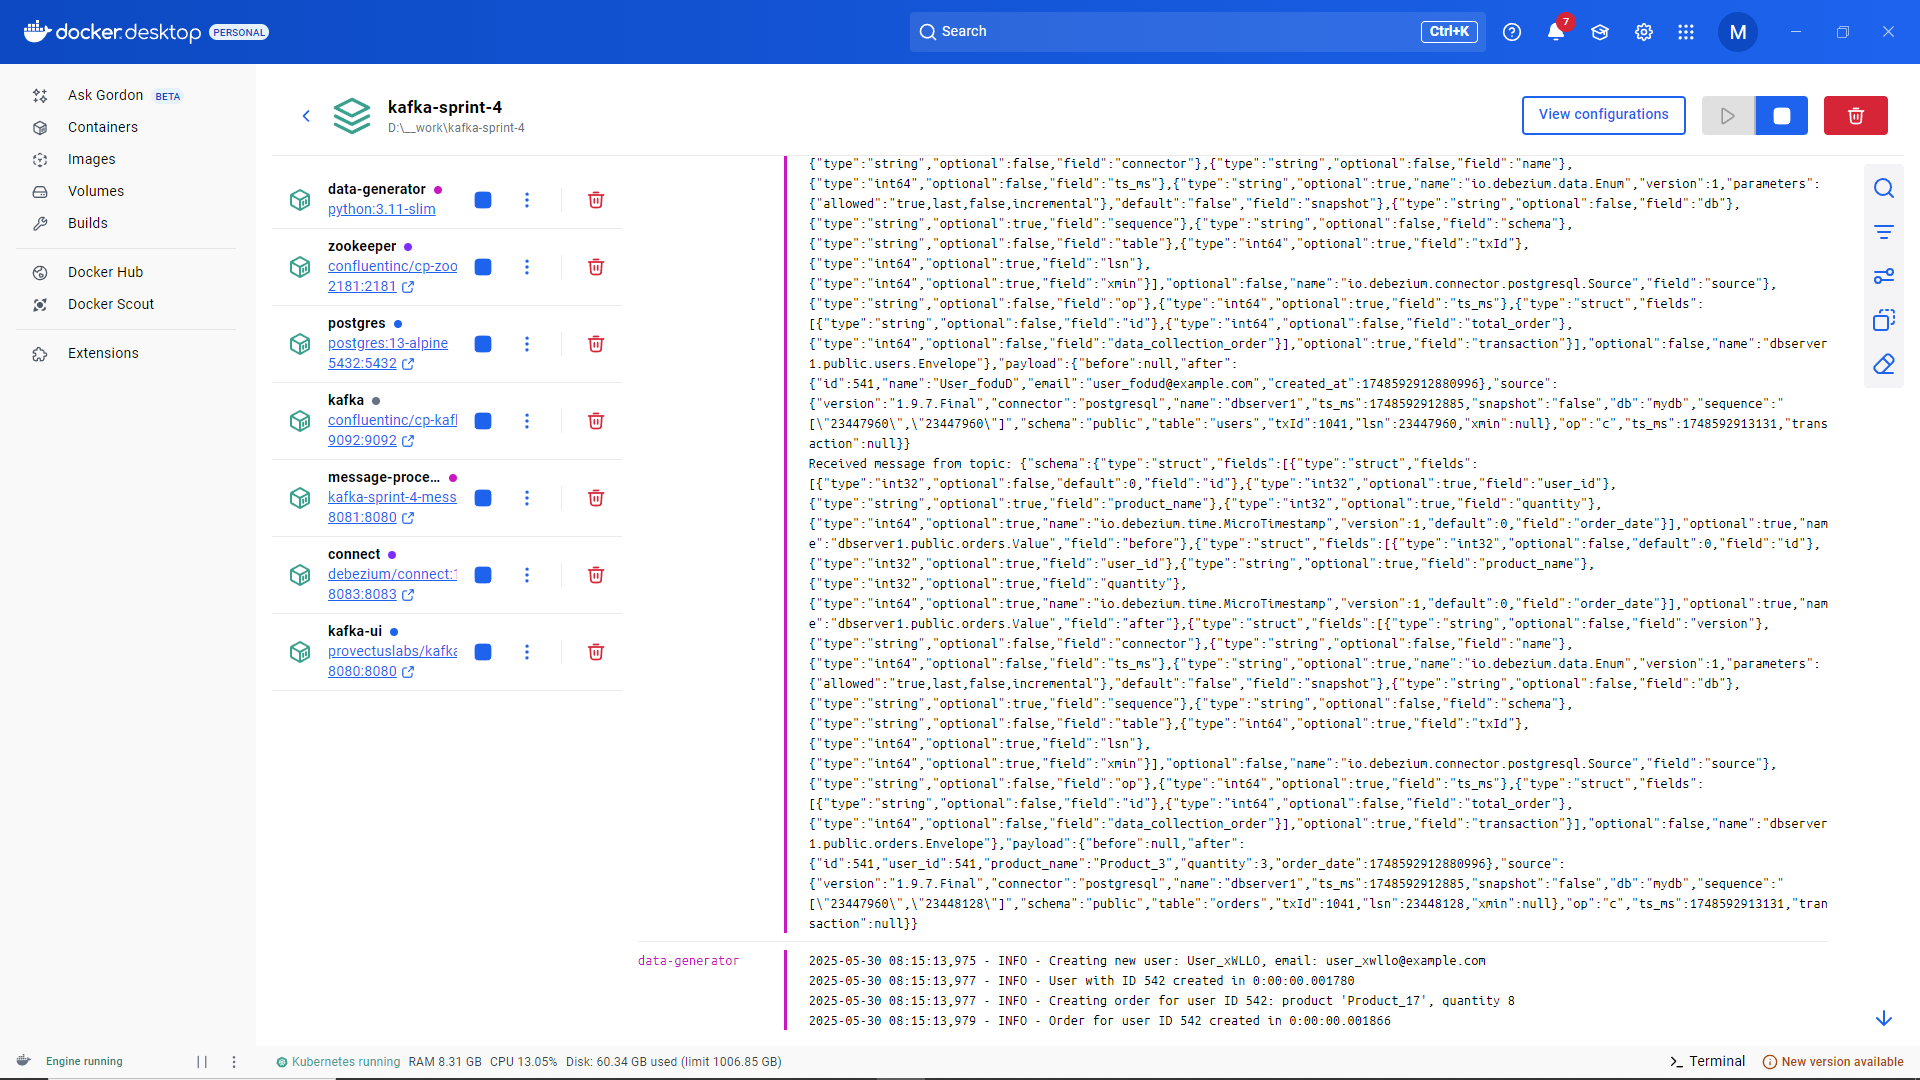 docker.desktop PERSONAL
Search
Ctrl+K
7
M
Ask Gordon BETA
Containers
Images
Volumes
Builds
Docker Hub
Docker Scout
Extensions
kafka-sprint-4
D:\__work\kafka-sprint-4
View configurations
data-generator
python:3.11-slim
zookeeper
confluentinc/cp-zoo
2181:2181
postgres
postgres:13-alpine
5432:5432
kafka
confluentinc/cp-kafl
9092:9092
message-proce...
kafka-sprint-4-mess
8081:8080
connect
debezium/connect:1
8083:8083
kafka-ui
provectuslabs/kafka
8080:8080
{"type":"string","optional":false,"field":"connector"},{"type":"string","optional":false,"field":"name"},
{"type":"int64","optional":false,"field":"ts_ms"},{"type":"string","optional":true,"name":"io.debezium.data.Enum","version":1,"parameters":
{"allowed":"true,last,false,incremental"},"default":"false","field":"snapshot"},{"type":"string","optional":false,"field":"db"},
{"type":"string","optional":true,"field":"sequence"},{"type":"string","optional":false,"field":"schema"},
{"type":"string","optional":false,"field":"table"},{"type":"int64","optional":true,"field":"txId"},
{"type":"int64","optional":true,"field":"lsn"},
{"type":"int64","optional":true,"field":"xmin"}],"optional":false,"name":"io.debezium.connector.postgresql.Source","field":"source"},
{"type":"string","optional":false,"field":"op"},{"type":"int64","optional":true,"field":"ts_ms"},{"type":"struct","fields":
[{"type":"string","optional":false,"field":"id"},{"type":"int64","optional":false,"field":"total_order"},
{"type":"int64","optional":false,"field":"data_collection_order"}],"optional":true,"field":"transaction"}],"optional":false,"name":"dbserver
1.public.users.Envelope"},"payload":{"before":null,"after":
{"id":541,"name":"User_foduD","email":"user_fodud@example.com","created_at":1748592912880996},"source":
{"version":"1.9.7.Final","connector":"postgresql","name":"dbserver1","ts_ms":1748592912885,"snapshot":"false","db":"mydb","sequence":"
[\"23447960\",\"23447960\"]","schema":"public","table":"users","txId":1041,"lsn":23447960,"xmin":null},"op":"c","ts_ms":1748592913131,"trans
action":null}}
Received message from topic: {"schema":{"type":"struct","fields":[{"type":"struct","fields":
[{"type":"int32","optional":false,"default":0,"field":"id"},{"type":"int32","optional":true,"field":"user_id"},
{"type":"string","optional":true,"field":"product_name"},{"type":"int32","optional":true,"field":"quantity"},
{"type":"int64","optional":true,"name":"io.debezium.time.MicroTimestamp","version":1,"default":0,"field":"order_date"}],"optional":true,"nam
e":"dbserver1.public.orders.Value","field":"before"},{"type":"struct","fields":[{"type":"int32","optional":false,"default":0,"field":"id"},
{"type":"int32","optional":true,"field":"user_id"},{"type":"string","optional":true,"field":"product_name"},
{"type":"int32","optional":true,"field":"quantity"},
{"type":"int64","optional":true,"name":"io.debezium.time.MicroTimestamp","version":1,"default":0,"field":"order_date"}],"optional":true,"nam
e":"dbserver1.public.orders.Value","field":"after"},{"type":"struct","fields":[{"type":"string","optional":false,"field":"version"},
{"type":"string","optional":false,"field":"connector"},{"type":"string","optional":false,"field":"name"},
{"type":"int64","optional":false,"field":"ts_ms"},{"type":"string","optional":true,"name":"io.debezium.data.Enum","version":1,"parameters":
{"allowed":"true,last,false,incremental"},"default":"false","field":"snapshot"},{"type":"string","optional":false,"field":"db"},
{"type":"string","optional":true,"field":"sequence"},{"type":"string","optional":false,"field":"schema"},
{"type":"string","optional":false,"field":"table"},{"type":"int64","optional":true,"field":"txId"},
{"type":"int64","optional":true,"field":"lsn"},
{"type":"int64","optional":true,"field":"xmin"}],"optional":false,"name":"io.debezium.connector.postgresql.Source","field":"source"},
{"type":"string","optional":false,"field":"op"},{"type":"int64","optional":true,"field":"ts_ms"},{"type":"struct","fields":
[{"type":"string","optional":false,"field":"id"},{"type":"int64","optional":false,"field":"total_order"},
{"type":"int64","optional":false,"field":"data_collection_order"}],"optional":true,"field":"transaction"}],"optional":false,"name":"dbserver
1.public.orders.Envelope"},"payload":{"before":null,"after":
{"id":541,"user_id":541,"product_name":"Product_3","quantity":3,"order_date":1748592912880996},"source":
{"version":"1.9.7.Final","connector":"postgresql","name":"dbserver1","ts_ms":1748592912885,"snapshot":"false","db":"mydb","sequence":"
[\"23447960\",\"23448128\"]","schema":"public","table":"orders","txId":1041,"lsn":23448128,"xmin":null},"op":"c","ts_ms":1748592913131,"tran
saction":null}}
data-generator
2025-05-30 08:15:13,975 - INFO - Creating new user: User_xWLLO, email: user_xwllo@example.com
2025-05-30 08:15:13,977 - INFO - User with ID 542 created in 0:00:00.001780
2025-05-30 08:15:13,977 - INFO - Creating order for user ID 542: product 'Product_17', quantity 8
2025-05-30 08:15:13,979 - INFO - Order for user ID 542 created in 0:00:00.001866
Engine running
Kubernetes running RAM 8.31 GB CPU 13.05% Disk: 60.34 GB used (limit 1006.85 GB)
Terminal
New version available